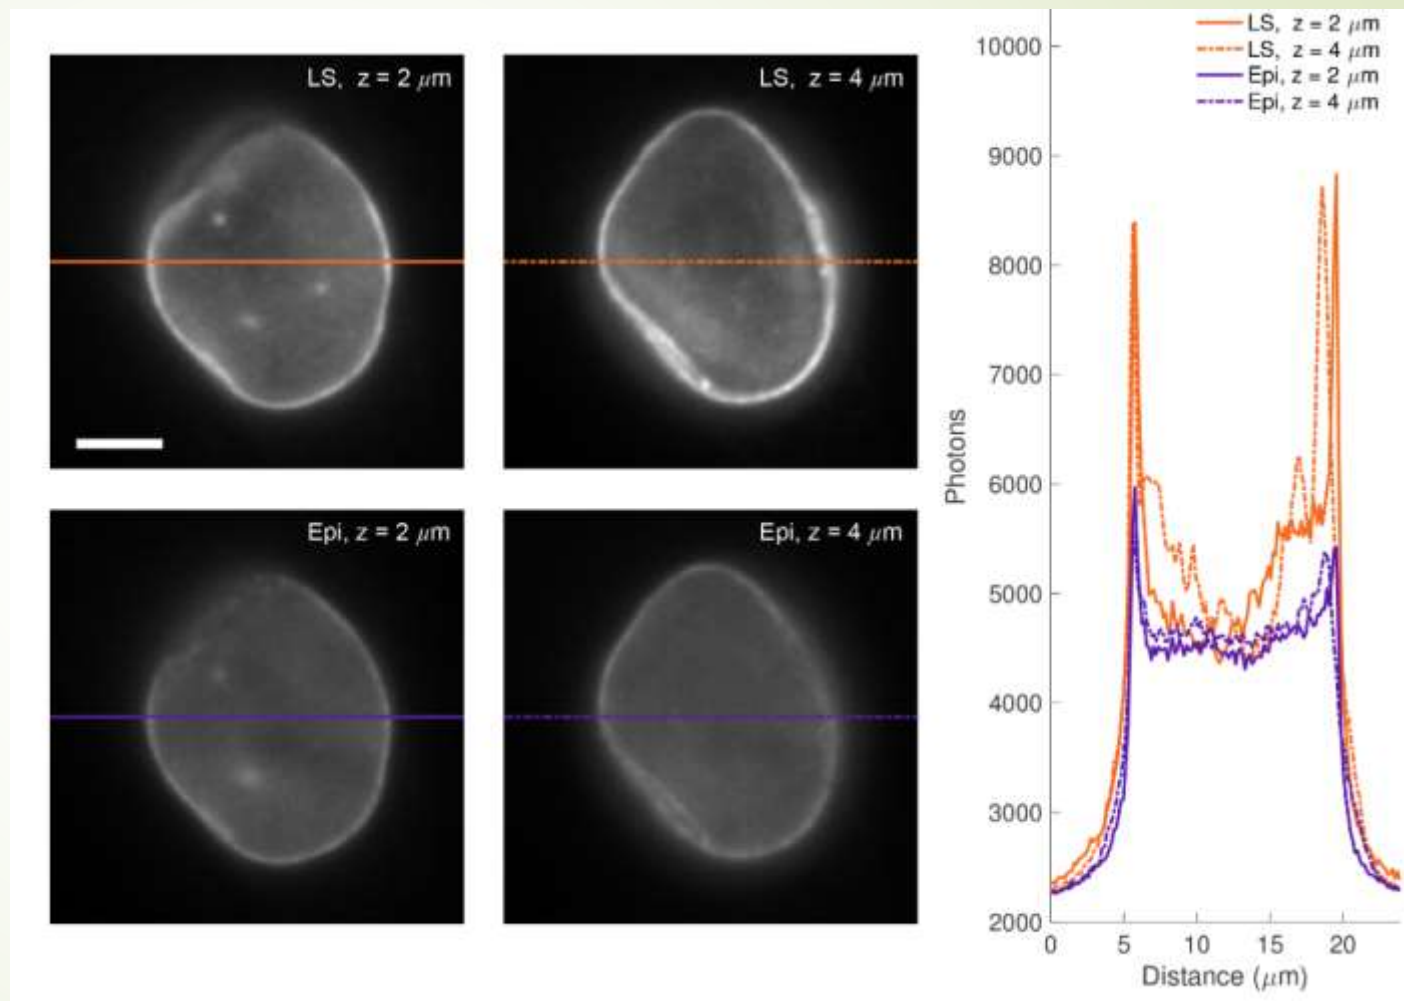 LS, z = 2 μm
LS, z = 4 μm
Epi, z = 2 μm
Epi, z = 4 μm
LS, z = 2 μm
LS, z = 4 μm
Epi, z = 2 μm
Epi, z = 4 μm
10000
9000
8000
7000
6000
5000
4000
3000
2000
Photons
0 5 10 15 20
Distance (μm)